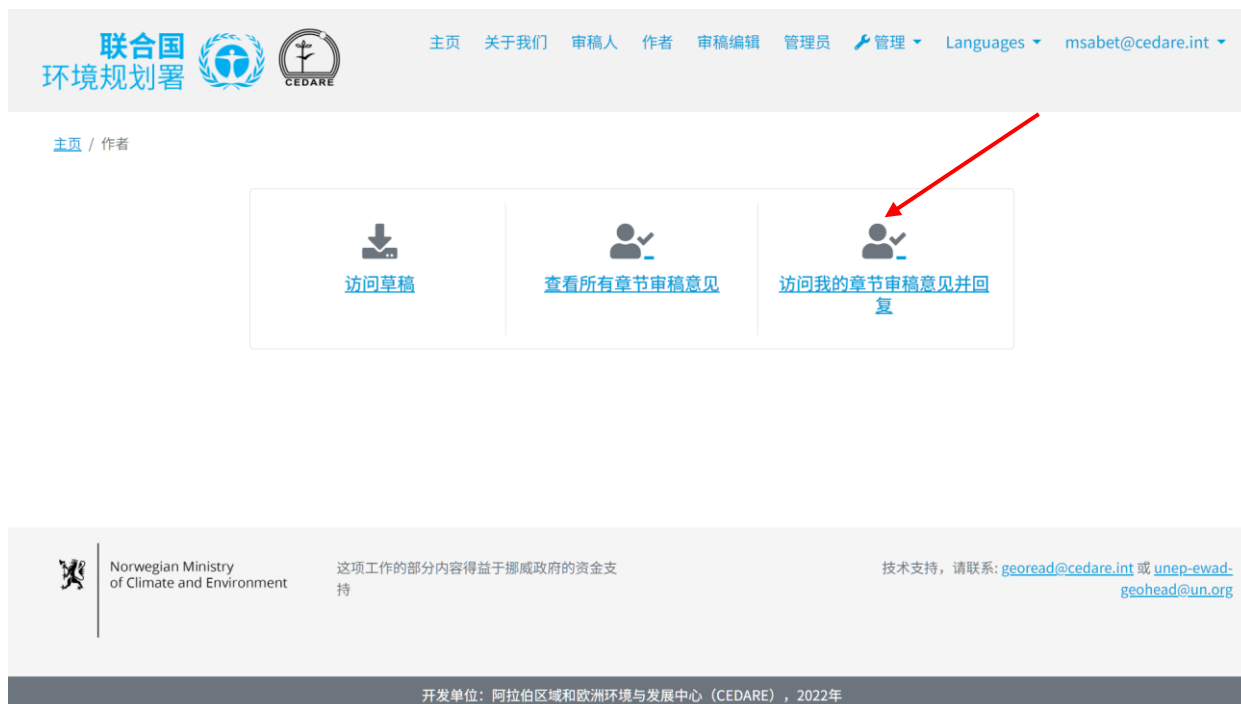 联合国
环境规划署
CEDARE
主页 关于我们 审稿人 作者 审稿编辑 管理员 管理 Languages msabet@cedare.int
主页 / 作者
访问草稿
查看所有章节审稿意见
访问我的章节审稿意见并回
复
Norwegian Ministry
of Climate and Environment
这项工作的部分内容得益于挪威政府的资金支
持
技术支持，请联系: georead@cedare.int 或 unep-ewad-
geohead@un.org
开发单位：阿拉伯区域和欧洲环境与发展中心（CEDARE），2022年